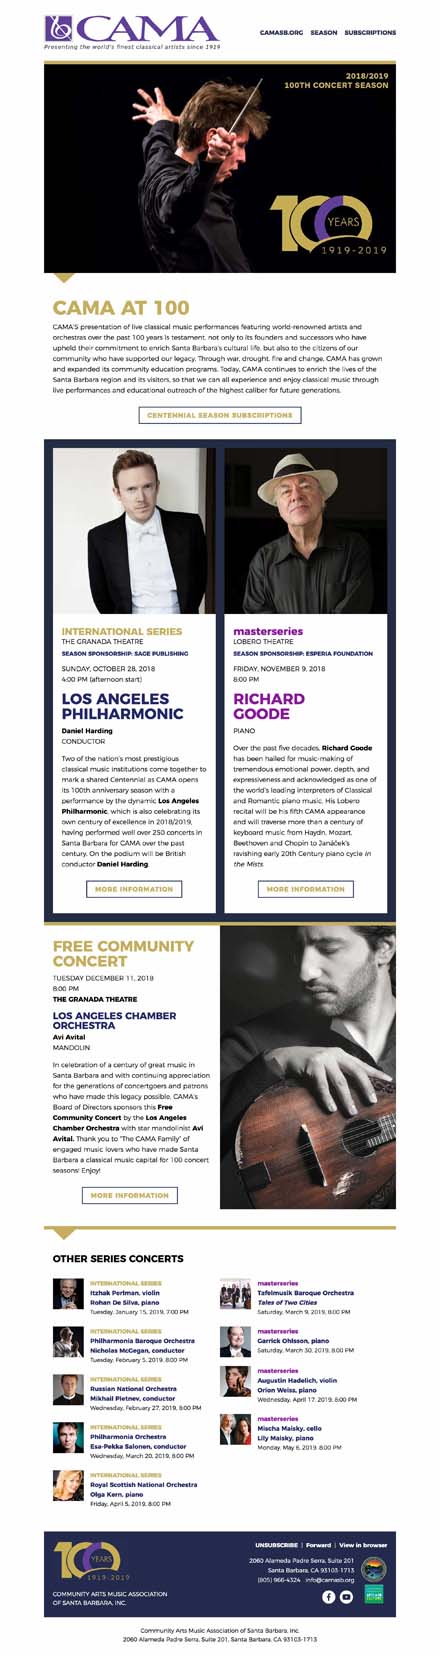 CAMA
Presenting the world's finest classical artists since 1919
CAMASB.ORG SEASON SUBSCRIPTIONS
2018/2019
100TH CONCERT SEASON
100 YEARS
1919-2019
CAMA AT 100
CAMA'S presentation of live classical music performances featuring world-renowned artists and
orchestras over the past 100 years is testament, not only to its founders and successors who have
upheld their commitment to enrich Santa Barbara's cultural life, but also to the citizens of our
community who have supported our legacy. Through war, drought, fire and change, CAMA has grown
and expanded its community education programs. Today, CAMA continues to enrich the lives of the
Santa Barbara region and its visitors, so that we can all experience and enjoy classical music through
live performances and educational outreach of the highest caliber for future generations.
CENTENNIAL SEASON SUBSCRIPTIONS
INTERNATIONAL SERIES
THE GRANADA THEATRE
SEASON SPONSORSHIP: SAGE PUBLISHING
SUNDAY, OCTOBER 28, 2018
4:00 PM (afternoon start)
LOS ANGELES
PHILHARMONIC
Daniel Harding
CONDUCTOR
Two of the nation's most prestigious
classical music institutions come together to
mark a shared Centennial as CAMA opens
its 100th anniversary season with a
performance by the dynamic Los Angeles
Philharmonic, which is also celebrating its
own century of excellence in 2018/2019,
having performed well over 250 concerts in
Santa Barbara for CAMA over the past
century. On the podium will be British
conductor Daniel Harding.
MORE INFORMATION
masterseries
LOBERO THEATRE
SEASON SPONSORSHIP: ESPERIA FOUNDATION
FRIDAY, NOVEMBER 9, 2018
8:00 PM
RICHARD
GOODE
PIANO
Over the past five decades, Richard Goode
has been hailed for music-making of
tremendous emotional power, depth, and
expressiveness and acknowledged as one of
the world's leading interpreters of Classical
and Romantic piano music. His Lobero
recital will be his fifth CAMA appearance
and will traverse more than a century of
keyboard music from Haydn, Mozart,
Beethoven and Chopin to Janáček's
ravishing early 20th Century piano cycle In
the Mists.
MORE INFORMATION
FREE COMMUNITY
CONCERT
TUESDAY DECEMBER 11, 2018
8:00 PM
THE GRANADA THEATRE
LOS ANGELES CHAMBER
ORCHESTRA
Avi Avital
MANDOLIN
In celebration of a century of great music in
Santa Barbara and with continuing appreciation
for the generations of concertgoers and patrons
who have made this legacy possible, CAMA's
Board of Directors sponsors this Free
Community Concert by the Los Angeles
Chamber Orchestra with star mandolinist Avi
Avital. Thank you to "The CAMA Family" of
engaged music lovers who have made Santa
Barbara a classical music capital for 100 concert
seasons! Enjoy!
MORE INFORMATION
OTHER SERIES CONCERTS
INTERNATIONAL SERIES
Itzhak Perlman, violin
Rohan De Silva, piano
Tuesday, January 15, 2019, 7:00 PM
INTERNATIONAL SERIES
Philharmonia Baroque Orchestra
Nicholas McGegan, conductor
Tuesday, February 5, 2019, 8:00 PM
INTERNATIONAL SERIES
Russian National Orchestra
Mikhail Pletnev, conductor
Wednesday, February 27, 2019, 8:00 PM
INTERNATIONAL SERIES
Philharmonia Orchestra
Esa-Pekka Salonen, conductor
Wednesday, March 20, 2019, 8:00 PM
INTERNATIONAL SERIES
Royal Scottish National Orchestra
Olga Kern, piano
Friday, April 5, 2019, 8:00 PM
masterseries
Tafelmusik Baroque Orchestra
Tales of Two Cities
Saturday, March 9, 2019, 8:00 PM
masterseries
Garrick Ohlsson, piano
Saturday, March 30, 2019, 8:00 PM
masterseries
Augustin Hadelich, violin
Orion Weiss, piano
Wednesday, April 17, 2019, 8:00 PM
masterseries
Mischa Maisky, cello
Lily Maisky, piano
Monday, May 6, 2019, 8:00 PM
100 YEARS
1919-2019
COMMUNITY ARTS MUSIC ASSOCIATION
OF SANTA BARBARA, INC.
UNSUBSCRIBE | Forward | View in browser
2060 Alameda Padre Serra, Suite 201
Santa Barbara, CA 93103-1713
(805) 966-4324 info@camasb.org
Community Arts Music Association of Santa Barbara, Inc.
2060 Alameda Padre Serra, Suite 201, Santa Barbara, CA 93103-1713